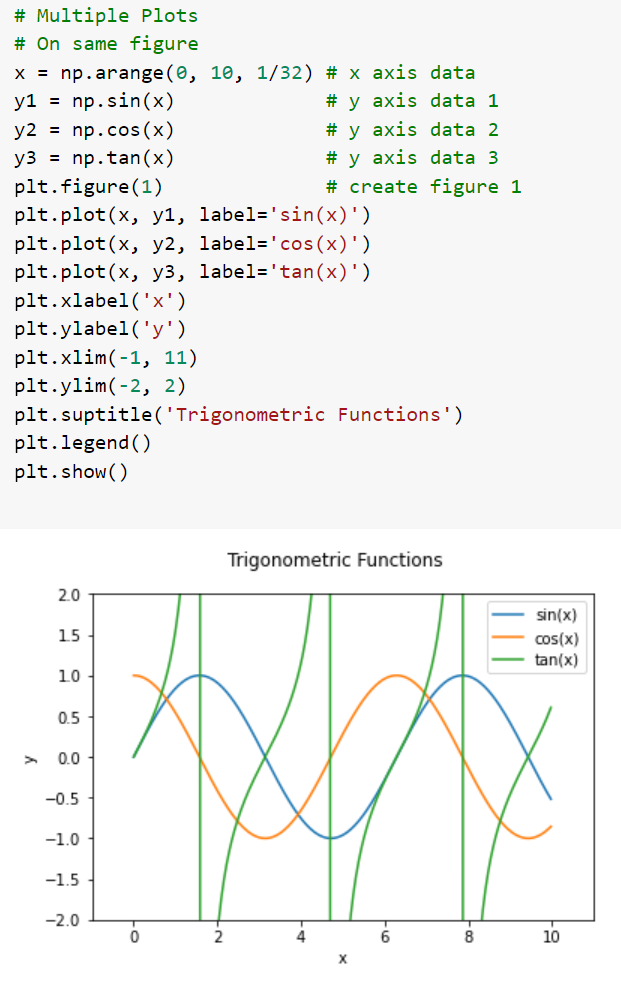 # Multiple Plots
# On same figure
x = np.arange(0, 10, 1/32) # x axis data
y1 = np.sin(x)             # y axis data 1
y2 = np.cos(x)             # y axis data 2
y3 = np.tan(x)             # y axis data 3
plt.figure(1)              # create figure 1
plt.plot(x, y1, label='sin(x)')
plt.plot(x, y2, label='cos(x)')
plt.plot(x, y3, label='tan(x)')
plt.xlabel('x')
plt.ylabel('y')
plt.xlim(-1, 11)
plt.ylim(-2, 2)
plt.suptitle('Trigonometric Functions')
plt.legend()
plt.show()
Trigonometric Functions
sin(x)
cos(x)
tan(x)
2.0
1.5
1.0
0.5
0.0
−0.5
−1.0
−1.5
−2.0
y
0 2 4 6 8 10
x